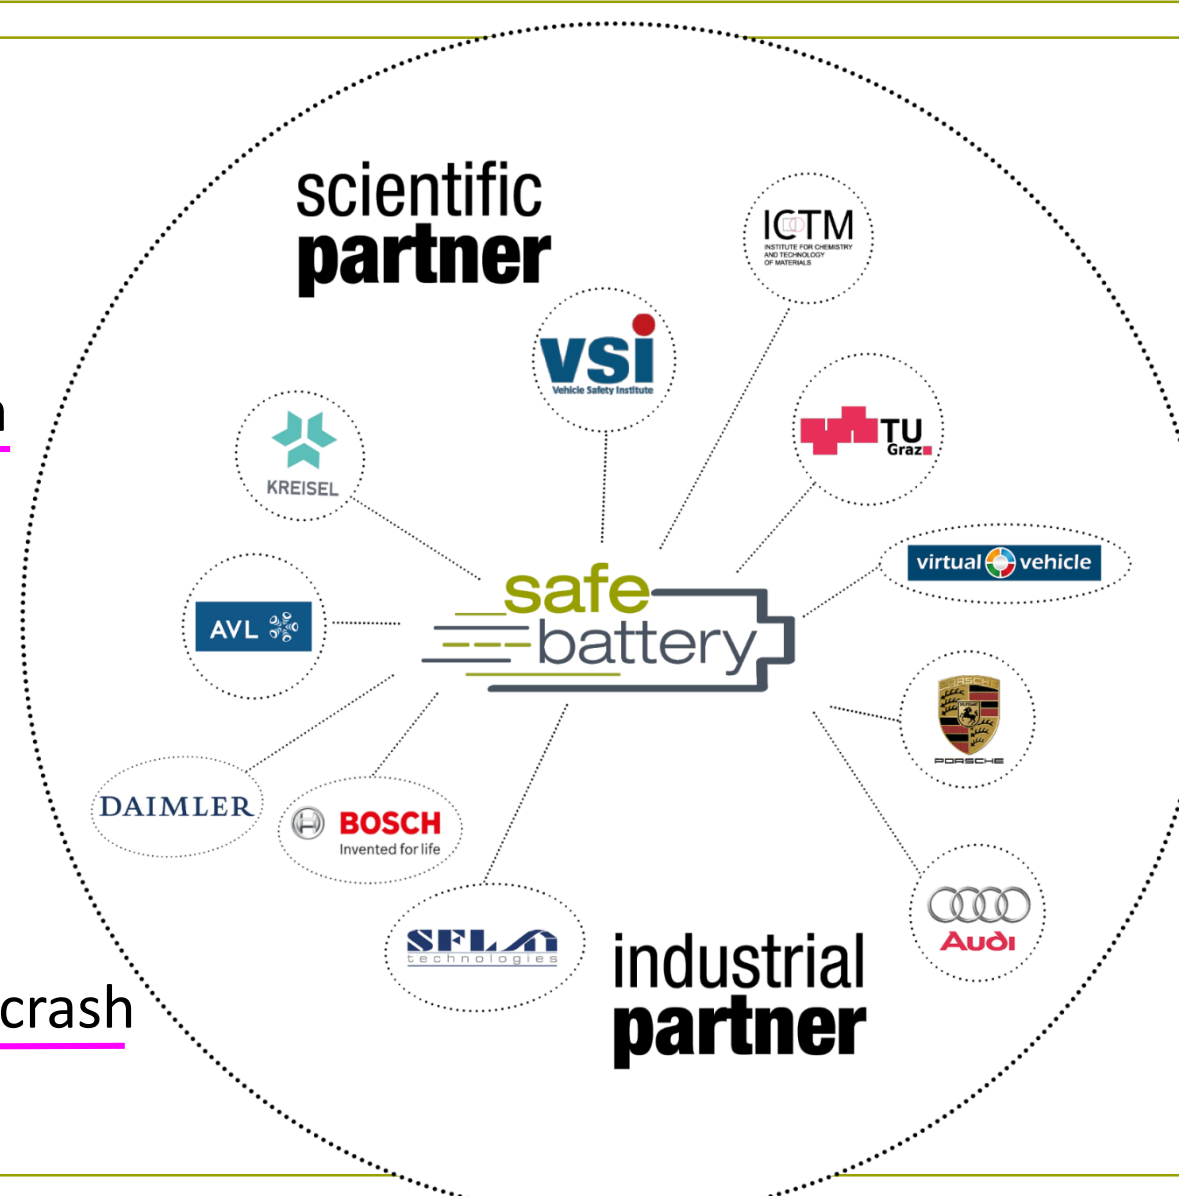 scientific
partner
ICTM
INSTITUTE FOR CHEMISTRY
AND TECHNOLOGY
OF MATERIALS
vsi
Vehicle Safety Institute
TU
Graz
KREISEL
virtual vehicle
safe
battery
AVL
PORSCHE
PORSCHE
DAIMLER
BOSCH
Invented for life
Audi
SFL
technologies
industrial
partner
crash